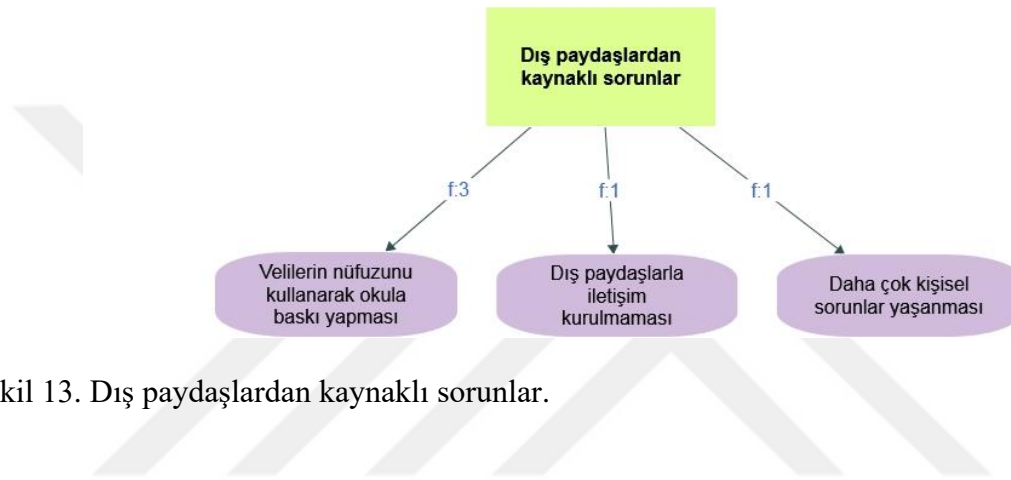 Dış paydaşlardan
kaynaklı sorunlar
f:3
f:1
f:1
Velilerin nüfuzunu
kullanarak okula
baskı yapması
Dış paydaşlarla
iletişim
kurulmaması
Daha çok kişisel
sorunlar yaşanması
kil 13. Dış paydaşlardan kaynaklı sorunlar.